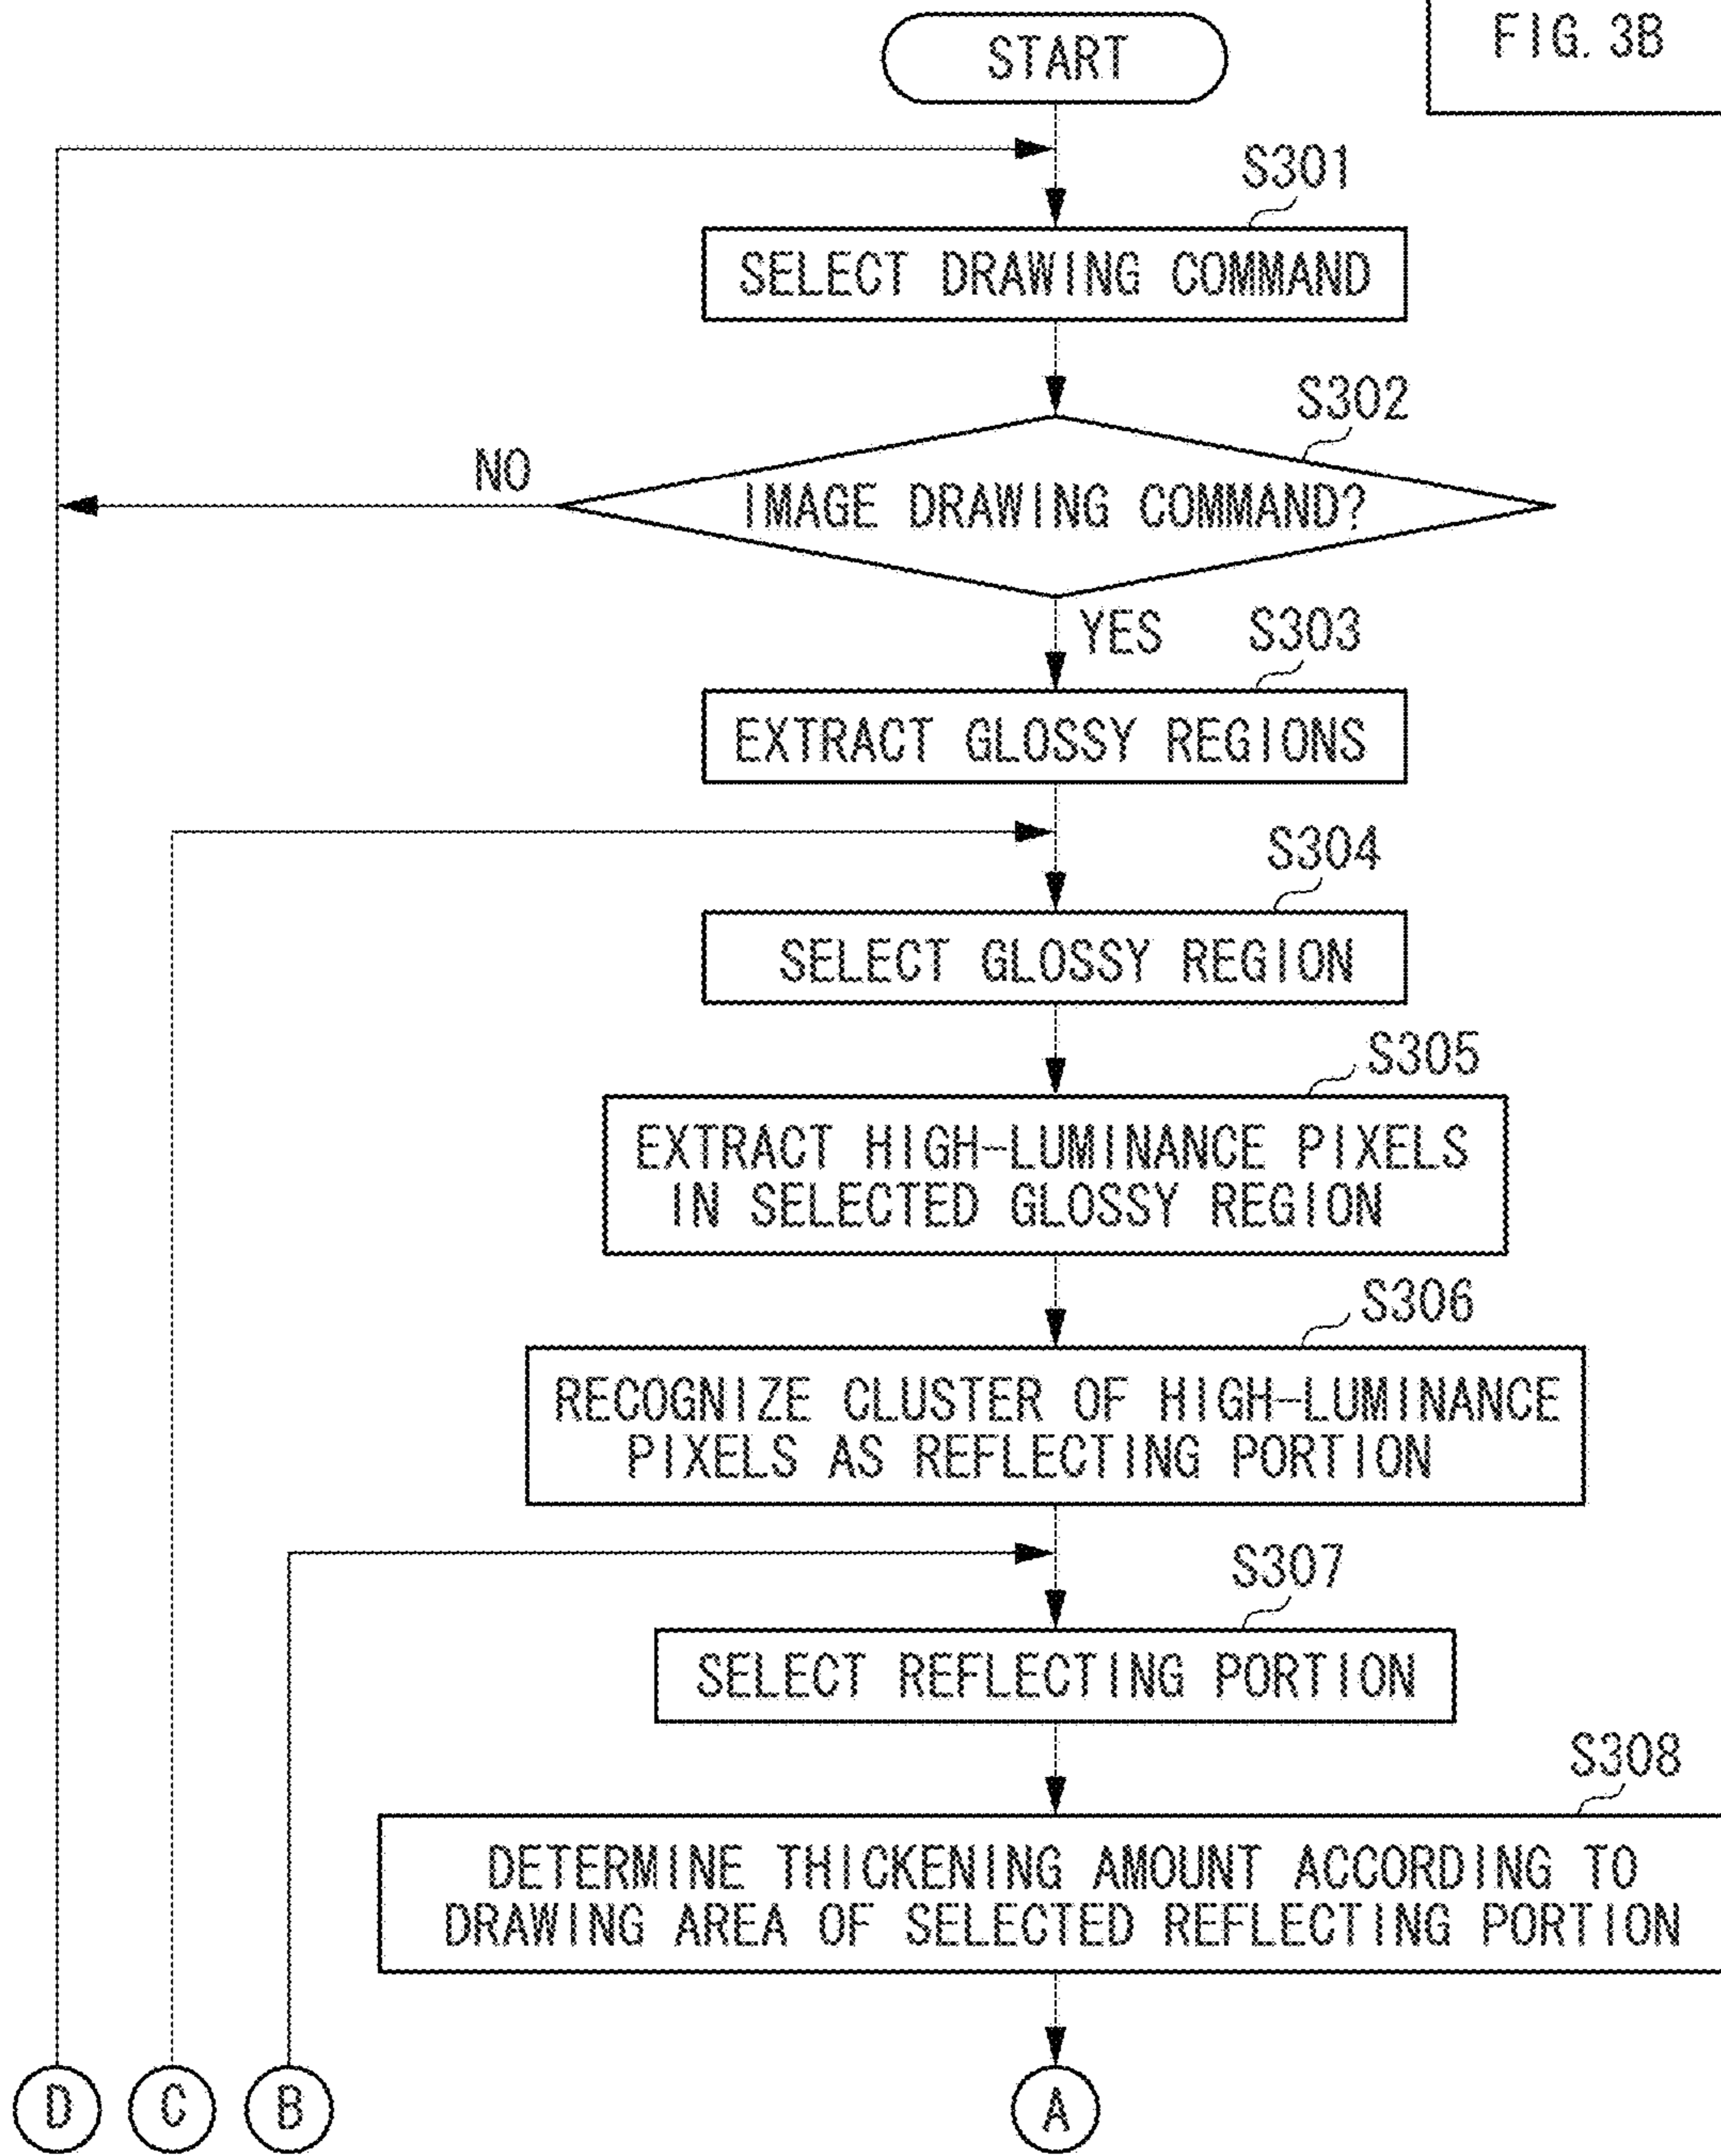 FIG. 3B
START
S301
SELECT DRAWING COMMAND
S302
NO
IMAGE DRAWING COMMAND?
YES
S303
EXTRACT GLOSSY REGIONS
S304
SELECT GLOSSY REGION
S305
EXTRACT HIGH-LUMINANCE PIXELS
IN SELECTED GLOSSY REGION
S306
RECOGNIZE CLUSTER OF HIGH-LUMINANCE
PIXELS AS REFLECTING PORTION
S307
SELECT REFLECTING PORTION
S308
DETERMINE THICKENING AMOUNT ACCORDING TO
DRAWING AREA OF SELECTED REFLECTING PORTION
D C B A